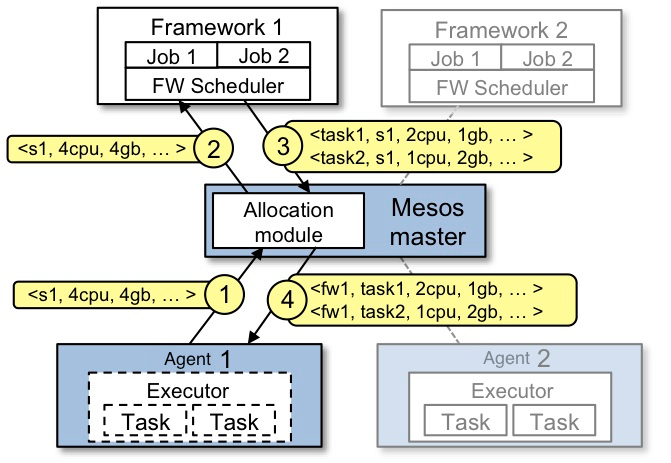 Framework 1
Job 1 Job 2
FW Scheduler
Framework 2
Job 1 Job 2
FW Scheduler
<s1, 4cpu, 4gb, … >
2
3
<task1, s1, 2cpu, 1gb, … >
<task2, s1, 1cpu, 2gb, … >
Allocation
module
Mesos
master
<s1, 4cpu, 4gb, … >
1
4
<fw1, task1, 2cpu, 1gb, … >
<fw1, task2, 1cpu, 2gb, … >
Agent 1
Executor
Task Task
Agent 2
Executor
Task Task